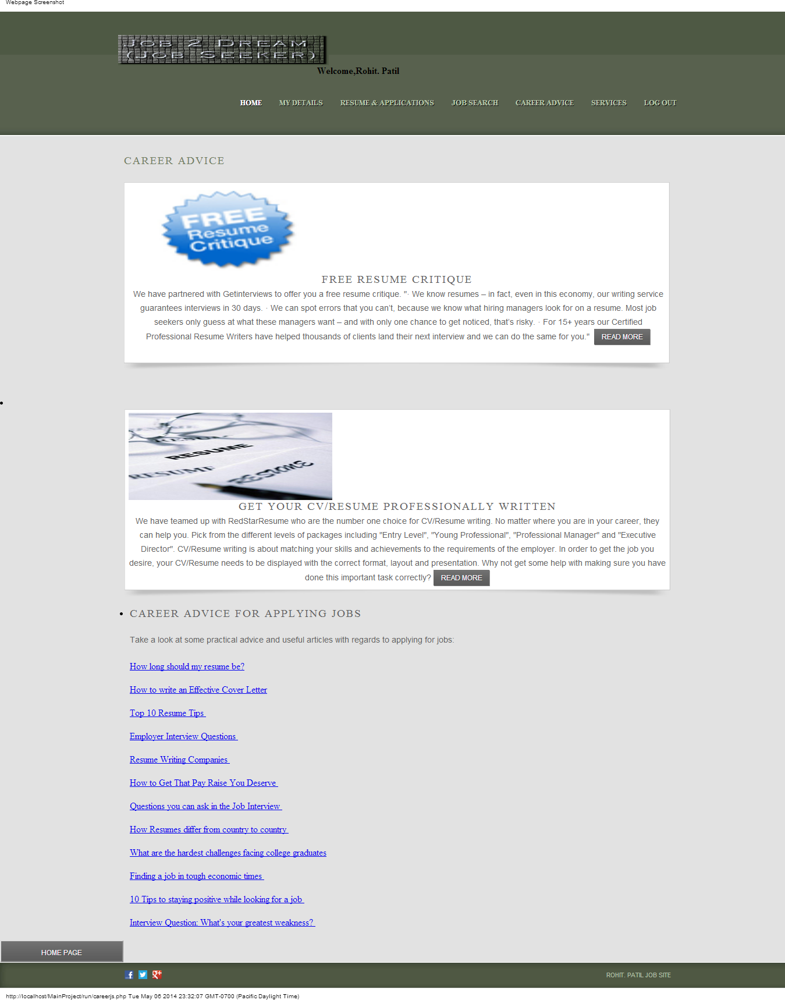 Webpage Screenshot
JOB 2 DREAM
(JOB SEEKER)
Welcome,Rohit. Patil
HOME MY DETAILS RESUME & APPLICATIONS JOB SEARCH CAREER ADVICE SERVICES LOG OUT
CAREER ADVICE
FREE
Resume
Critique
FREE RESUME CRITIQUE
We have partnered with Getinterviews to offer you a free resume critique. "· We know resumes – in fact, even in this economy, our writing service
guarantees interviews in 30 days. · We can spot errors that you can't, because we know what hiring managers look for on a resume. Most job
seekers only guess at what these managers want – and with only one chance to get noticed, that's risky. · For 15+ years our Certified
Professional Resume Writers have helped thousands of clients land their next interview and we can do the same for you." READ MORE
RESUME
RESUME
RESUME
RESUME
GET YOUR CV/RESUME PROFESSIONALLY WRITTEN
We have teamed up with RedStarResume who are the number one choice for CV/Resume writing. No matter where you are in your career, they
can help you. Pick from the different levels of packages including "Entry Level", "Young Professional", "Professional Manager" and "Executive
Director". CV/Resume writing is about matching your skills and achievements to the requirements of the employer. In order to get the job you
desire, your CV/Resume needs to be displayed with the correct format, layout and presentation. Why not get some help with making sure you have
done this important task correctly? READ MORE
• CAREER ADVICE FOR APPLYING JOBS
Take a look at some practical advice and useful articles with regards to applying for jobs:
How long should my resume be?
How to write an Effective Cover Letter
Top 10 Resume Tips
Employer Interview Questions
Resume Writing Companies
How to Get That Pay Raise You Deserve
Questions you can ask in the Job Interview
How Resumes differ from country to country
What are the hardest challenges facing college graduates
Finding a job in tough economic times
10 Tips to staying positive while looking for a job
Interview Question: What's your greatest weakness?
HOME PAGE
ROHIT. PATIL JOB SITE
http://localhost/MainProject/run/careerjs.php Tue May 06 2014 23:32:07 GMT-0700 (Pacific Daylight Time)